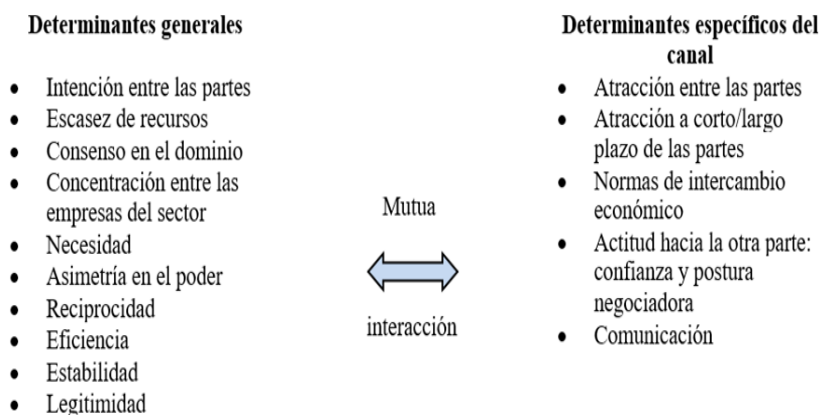 Determinantes generales
• Intención entre las partes
• Escasez de recursos
• Consenso en el dominio
• Concentración entre las
empresas del sector
• Necesidad
• Asimetría en el poder
• Reciprocidad
• Eficiencia
• Estabilidad
• Legitimidad
Mutua
interacción
Determinantes específicos del
canal
• Atracción entre las partes
• Atracción a corto/largo
plazo de las partes
• Normas de intercambio
económico
• Actitud hacia la otra parte:
confianza y postura
negociadora
• Comunicación